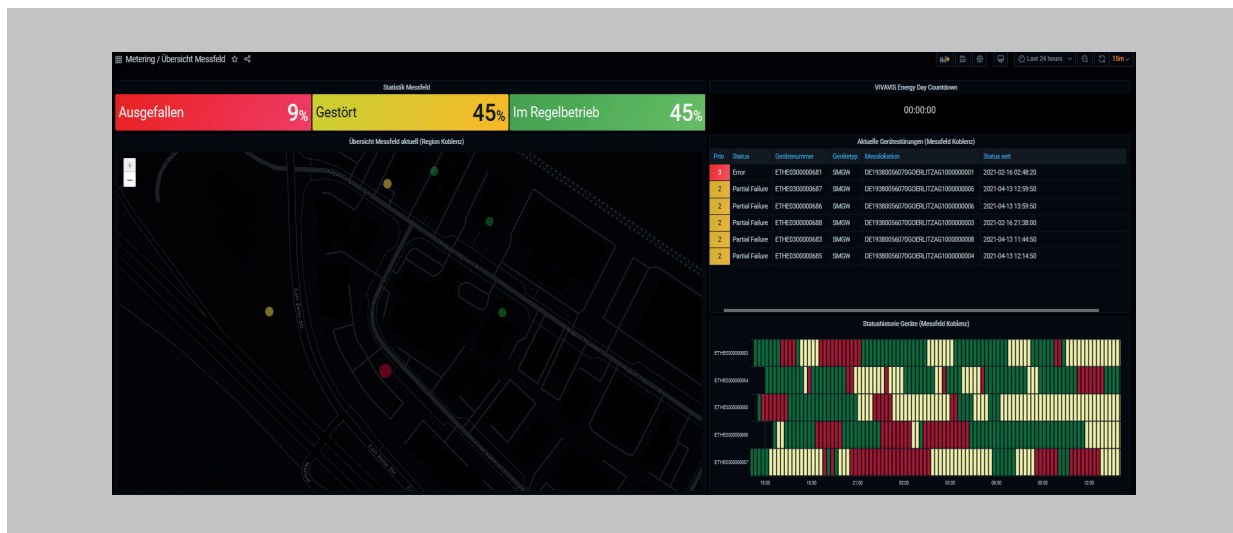 Metering / Übersicht Messfeld
Last 24 hours
15m
Statistik Messfeld
Ausgefallen 9%
Gestört 45%
Im Regelbetrieb 45%
VIVAVIS Energy Day Countdown
00:00:00
Übersicht Messfeld aktuell (Region Koblenz)
+
-
Carl-Zeiss-Str.
Carl-Zeiss-Str.
Aktuelle Gerätestörungen (Messfeld Koblenz)
Prio Status Gerätenummer Gerätetyp Messlokation Status seit
3 Error ETHE0300000681 SMGW DE19380056070GOERLITZAG1000000001 2021-02-16 02:48:20
2 Partial Failure ETHE0300000687 SMGW DE19380056070GOERLITZAG1000000005 2021-04-13 12:59:50
2 Partial Failure ETHE0300000686 SMGW DE19380056070GOERLITZAG1000000006 2021-04-13 13:59:50
2 Partial Failure ETHE0300000688 SMGW DE19380056070GOERLITZAG1000000003 2021-02-16 21:38:00
2 Partial Failure ETHE0300000683 SMGW DE19380056070GOERLITZAG1000000008 2021-04-13 11:44:50
2 Partial Failure ETHE0300000685 SMGW DE19380056070GOERLITZAG1000000004 2021-04-13 12:14:50
Statushistorie Geräte (Messfeld Koblenz)
18:00 21:00 00:00 03:00 06:00 09:00 12:00